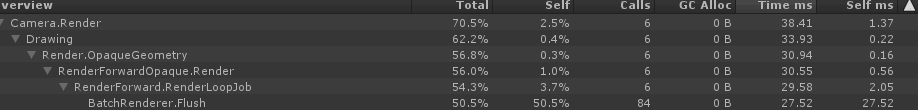 verview Total Self Calls GC Alloc Time ms Self ms
Camera.Render 70.5% 2.5% 6 0 B 38.41 1.37
Drawing 62.2% 0.4% 6 0 B 33.93 0.22
Render.OpaqueGeometry 56.8% 0.3% 6 0 B 30.94 0.16
RenderForwardOpaque.Render 56.0% 1.0% 6 0 B 30.55 0.56
RenderForward.RenderLoopJob 54.3% 3.7% 6 0 B 29.58 2.05
BatchRenderer.Flush 50.5% 50.5% 84 0 B 27.52 27.52